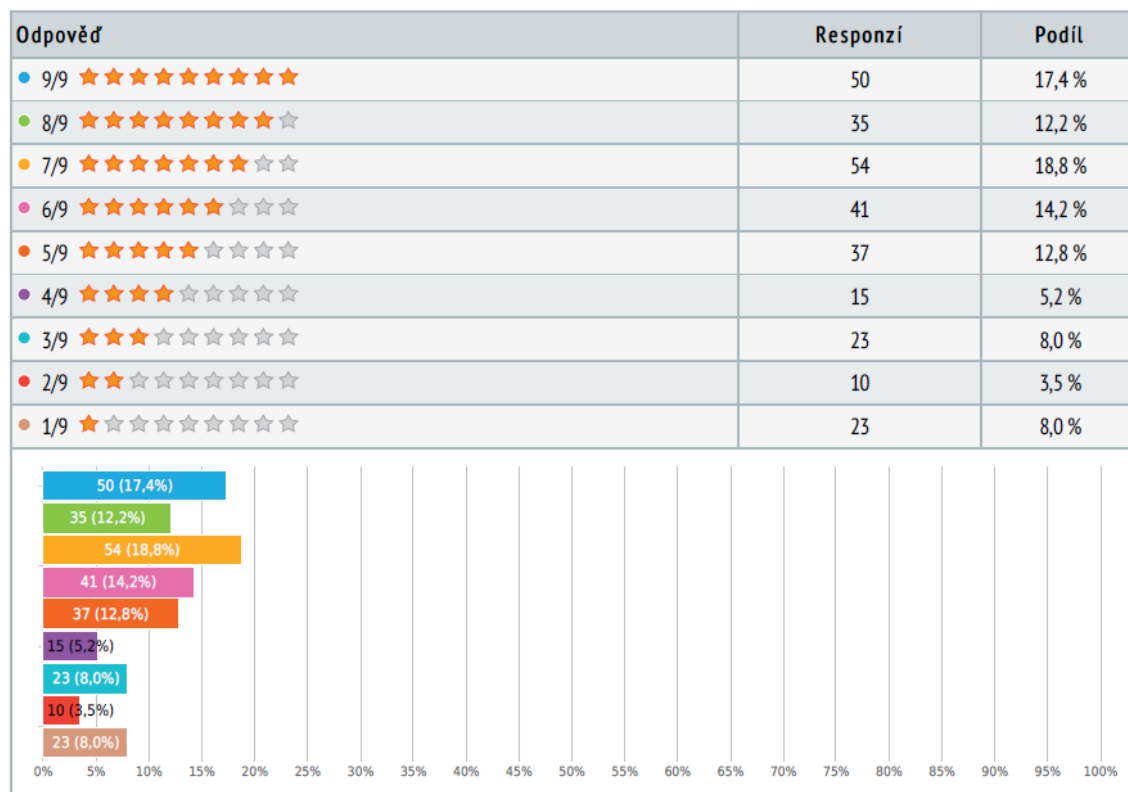 Odpověď Responzí Podíl
9/9 50 17,4 %
8/9 35 12,2 %
7/9 54 18,8 %
6/9 41 14,2 %
5/9 37 12,8 %
4/9 15 5,2 %
3/9 23 8,0 %
2/9 10 3,5 %
1/9 23 8,0 %
50 (17,4%)
35 (12,2%)
54 (18,8%)
41 (14,2%)
37 (12,8%)
15 (5,2%)
23 (8,0%)
10 (3,5%)
23 (8,0%)
0% 5% 10% 15% 20% 25% 30% 35% 40% 45% 50% 55% 60% 65% 70% 75% 80% 85% 90% 95% 100%